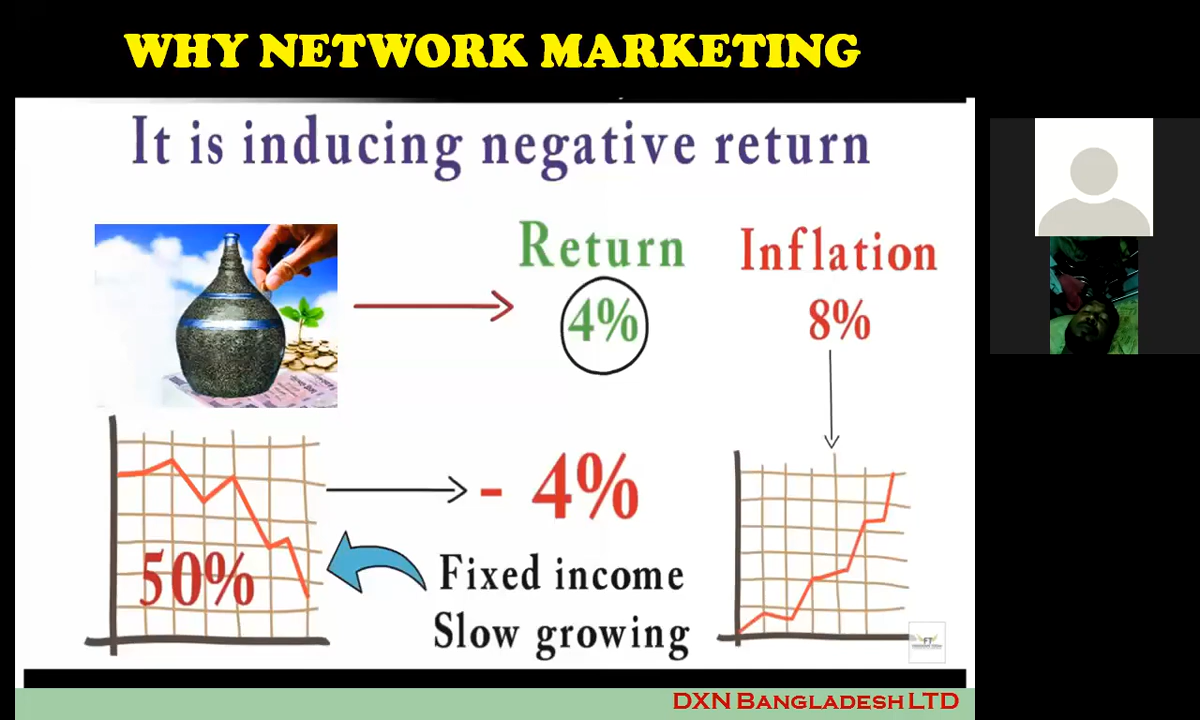 WHY NETWORK MARKETING
It is inducing negative return
Return
4%
Inflation
8%
- 4%
50%
Fixed income
Slow growing
FT
DXN BANGLADESH LTD